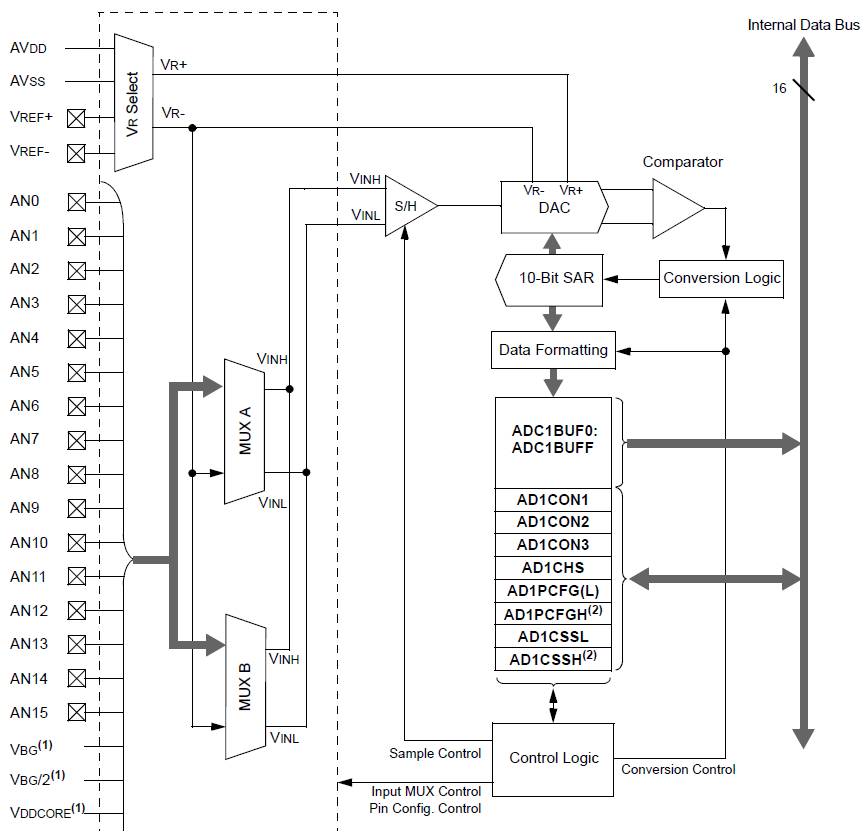 Internal Data Bus
AVDD
AVSS
VREF+
VREF-
VR Select
VR+
VR-
16
Comparator
AN0
AN1
AN2
AN3
AN4
AN5
AN6
AN7
AN8
AN9
AN10
AN11
AN12
AN13
AN14
AN15
VBG(1)
VBG/2(1)
VDDCORE(1)
VINH
VINL
S/H
VR- VR+
DAC
10-Bit SAR
Conversion Logic
Data Formatting
VINH
MUX A
VINL
ADC1BUF0:
ADC1BUFF
AD1CON1
AD1CON2
AD1CON3
AD1CHS
AD1PCFG(L)
AD1PCFGH(2)
AD1CSSL
AD1CSSH(2)
VINH
MUX B
VINL
Sample Control
Control Logic
Conversion Control
Input MUX Control
Pin Config. Control